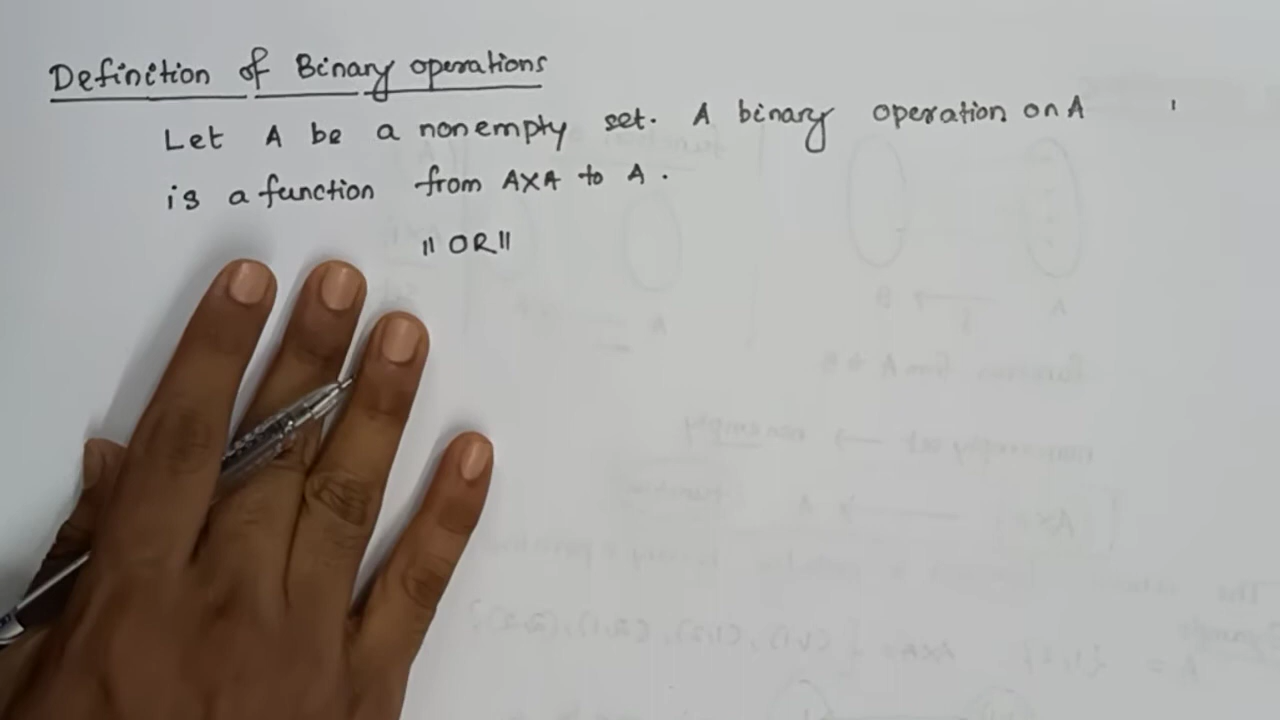 Definition of Binary operations
Let A be a nonempty set. A binary operation on A
is a function from AXA to A.
" OR "